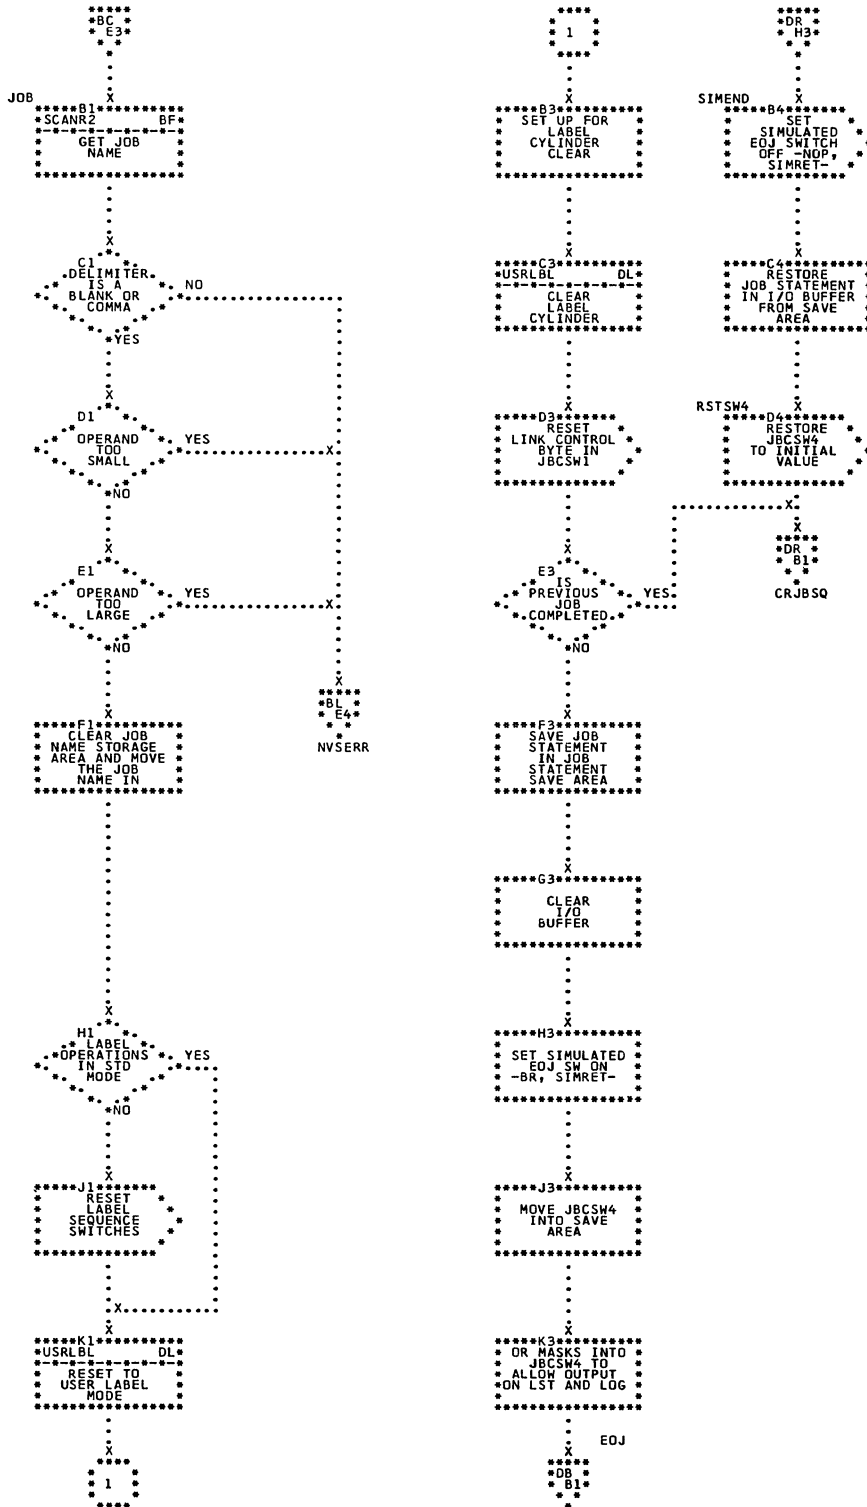 BC
E3
JOB
B1
SCANR2 BF
GET JOB
NAME
C1
DELIMITER
IS A
BLANK OR
COMMA
NO
YES
D1
OPERAND
TOO
SMALL
YES
NO
E1
OPERAND
TOO
LARGE
YES
NO
BL
E4
NVSERR
F1
CLEAR JOB
NAME STORAGE
AREA AND MOVE
THE JOB
NAME IN
H1
LABEL
OPERATIONS
IN STD
MODE
YES
NO
J1
RESET
LABEL
SEQUENCE
SWITCHES
K1
USRLBL DL
RESET TO
USER LABEL
MODE
1
1
B3
SET UP FOR
LABEL
CYLINDER
CLEAR
C3
USRLBL DL
CLEAR
LABEL
CYLINDER
D3
RESET
LINK CONTROL
BYTE IN
JBCSW1
E3
IS
PREVIOUS
JOB
COMPLETED
YES
NO
F3
SAVE JOB
STATEMENT
IN JOB
STATEMENT
SAVE AREA
G3
CLEAR
I/O
BUFFER
H3
SET SIMULATED
EOJ SW ON
-BR, SIMRET-
J3
MOVE JBCSW4
INTO SAVE
AREA
K3
OR MASKS INTO
JBCSW4 TO
ALLOW OUTPUT
ON LST AND LOG
EOJ
DB
B1
DR
H3
SIMEND
B4
SET
SIMULATED
EOJ SWITCH
OFF -NOP,
SIMRET-
C4
RESTORE
JOB STATEMENT
IN I/O BUFFER
FROM SAVE
AREA
RSTSW4
D4
RESTORE
JBCSW4
TO INITIAL
VALUE
DR
B1
CRJBSQ